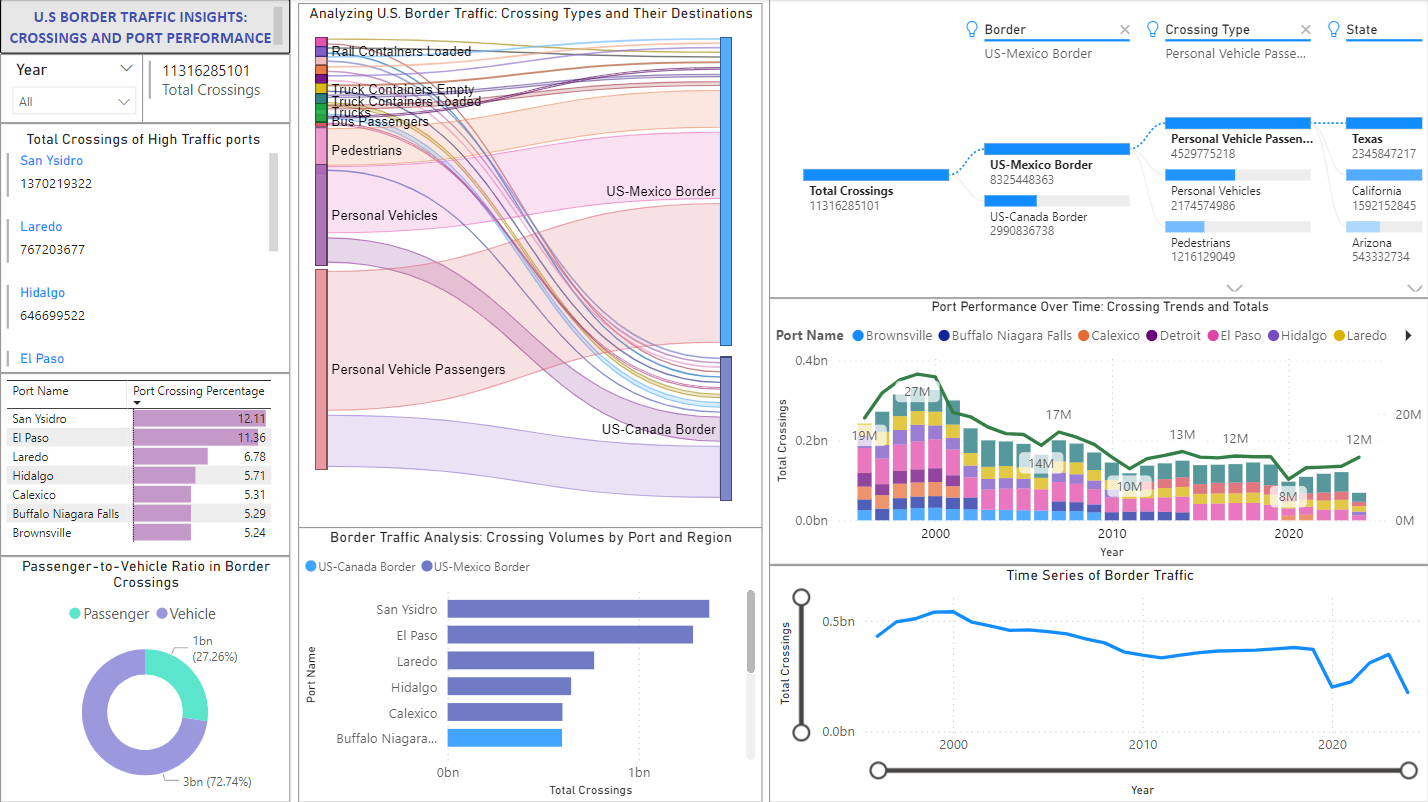 U.S BORDER TRAFFIC INSIGHTS:
CROSSINGS AND PORT PERFORMANCE
Year
All
11316285101
Total Crossings
Total Crossings of High Traffic ports
San Ysidro
1370219322
Laredo
767203677
Hidalgo
646699522
El Paso
Port Name Port Crossing Percentage
San Ysidro 12.11
El Paso 11.36
Laredo 6.78
Hidalgo 5.71
Calexico 5.31
Buffalo Niagara Falls 5.29
Brownsville 5.24
Passenger-to-Vehicle Ratio in Border
Crossings
Passenger Vehicle
1bn
(27.26%)
3bn (72.74%)
Analyzing U.S. Border Traffic: Crossing Types and Their Destinations
Rail Containers Loaded
Truck Containers Empty
Truck Containers Loaded
Trucks
Bus Passengers
Pedestrians
US-Mexico Border
Personal Vehicles
Personal Vehicle Passengers
US-Canada Border
Border Traffic Analysis: Crossing Volumes by Port and Region
US-Canada Border US-Mexico Border
Port Name
San Ysidro
El Paso
Laredo
Hidalgo
Calexico
Buffalo Niagara...
0bn 1bn
Total Crossings
Border Crossing Type State
US-Mexico Border Personal Vehicle Passe...
Total Crossings
11316285101
US-Mexico Border
8325448363
US-Canada Border
2990836738
Personal Vehicle Passen...
4529775218
Personal Vehicles
2174574986
Pedestrians
1216129049
Texas
2345847217
California
1592152845
Arizona
543332734
Port Performance Over Time: Crossing Trends and Totals
Port Name Brownsville Buffalo Niagara Falls Calexico Detroit El Paso Hidalgo Laredo
Total Crossings
0.4bn
0.2bn
0.0bn
19M
27M
14M
17M
10M
13M
12M
8M
12M
20M
0M
2000 2010 2020
Year
Time Series of Border Traffic
Total Crossings
0.5bn
0.0bn
2000 2010 2020
Year